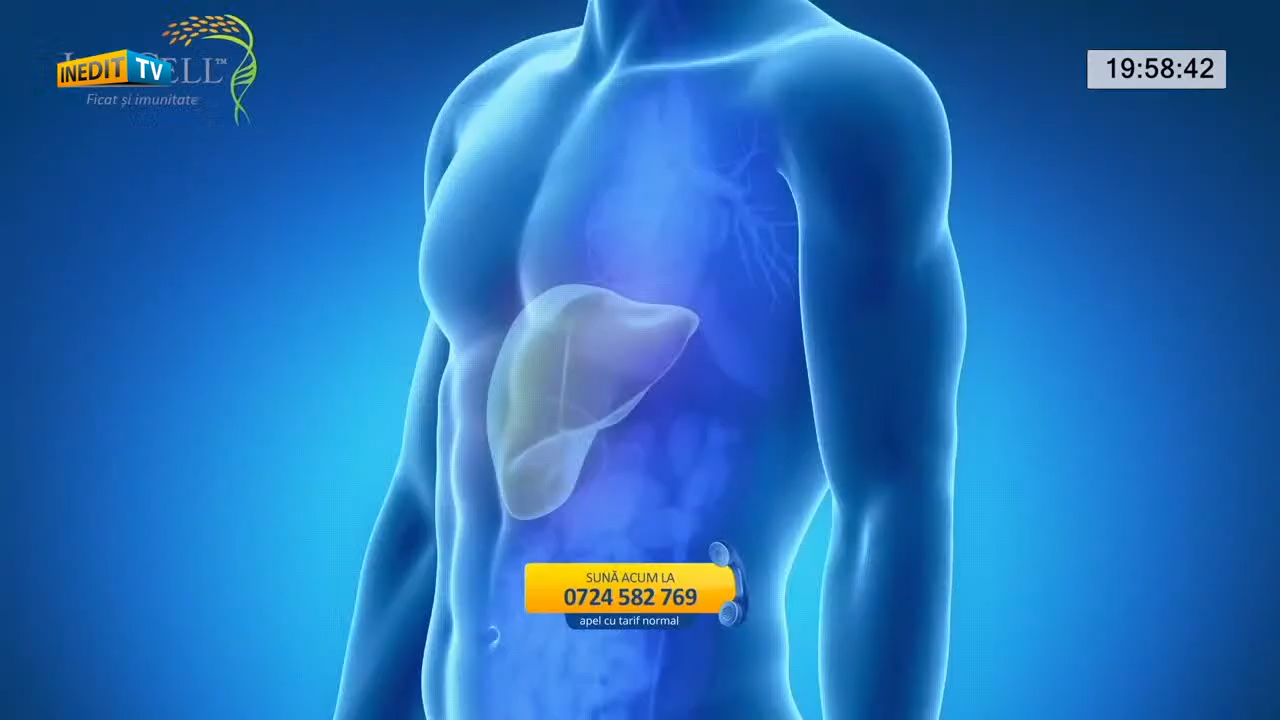 INEDIT TV
Ficat și imunitate
19:58:42
SUNĂ ACUM LA
0724 582 769
apel cu tarif normal